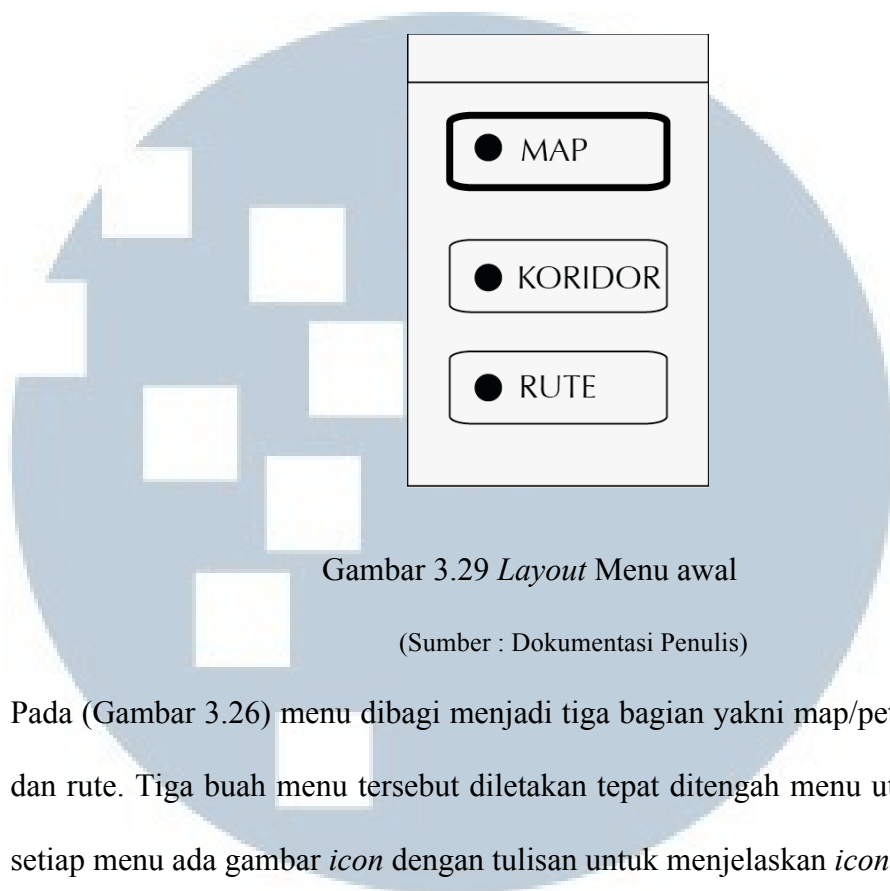 MAP
KORIDOR
RUTE
Gambar 3.29 Layout Menu awal
(Sumber : Dokumentasi Penulis)
Pada (Gambar 3.26) menu dibagi menjadi tiga bagian yakni map/pe
dan rute. Tiga buah menu tersebut diletakan tepat ditengah menu u
setiap menu ada gambar icon dengan tulisan untuk menjelaskan icon